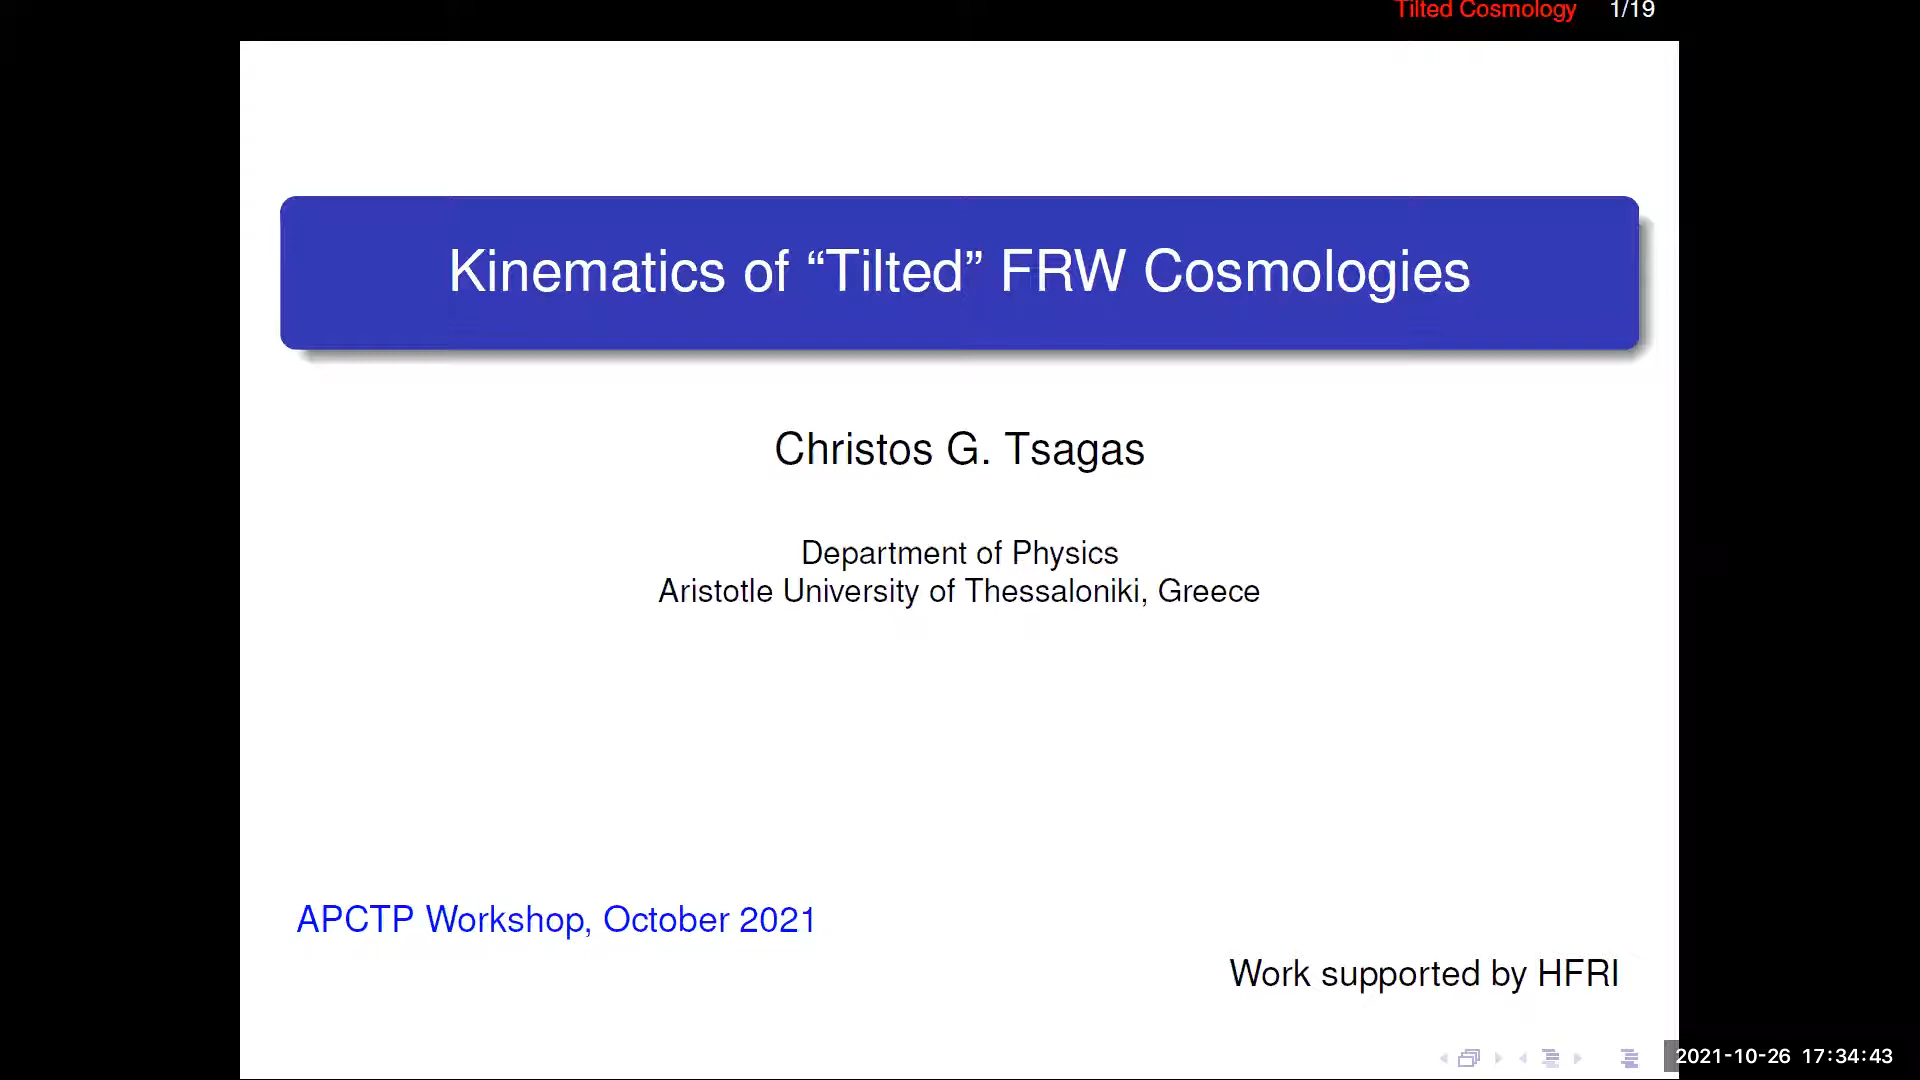 Tilted Cosmology 1/19
Kinematics of “Tilted” FRW Cosmologies
Christos G. Tsagas
Department of Physics
Aristotle University of Thessaloniki, Greece
APCTP Workshop, October 2021
Work supported by HFRI
2021-10-26 17:34:43